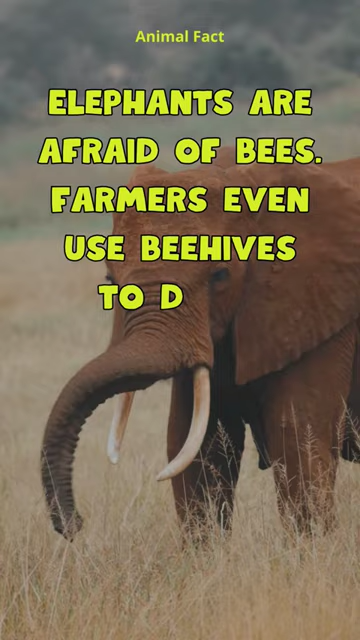 Animal Fact
ELEPHANTS ARE
AFRAID OF BEES.
FARMERS EVEN
USE BEEHIVES
TO D